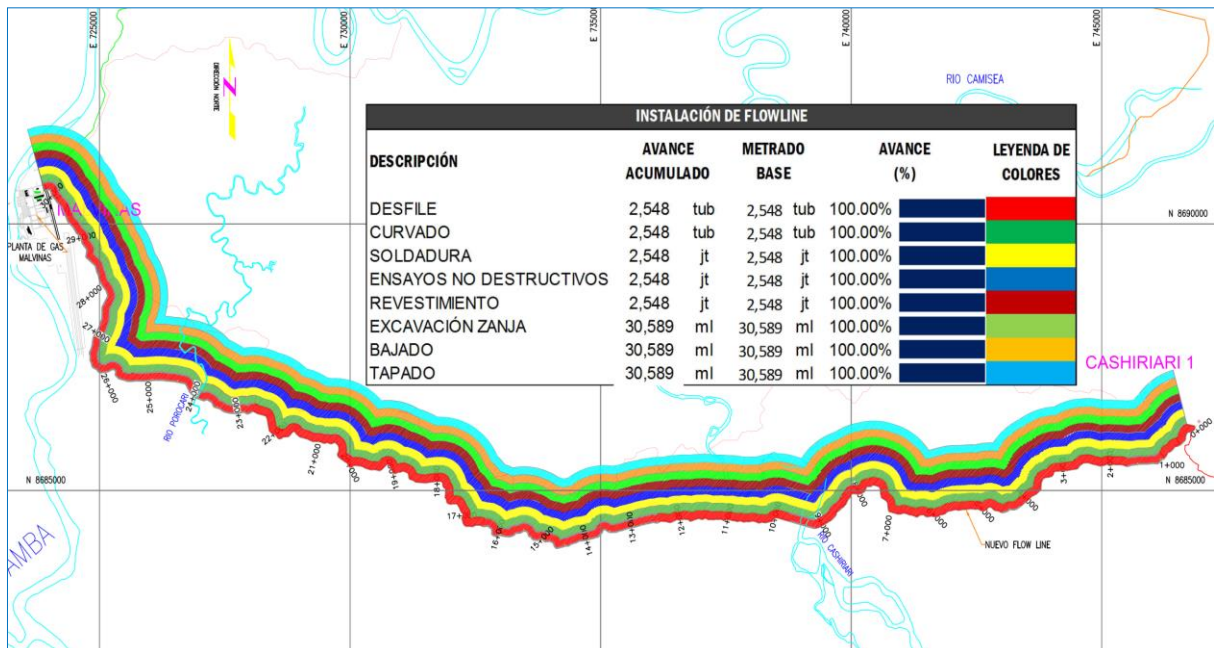 E 725000
E 730000
E 735000
E 740000
E 745000
DIRECCIÓN NORTE
Z
RIO CAMISEA
INSTALACIÓN DE FLOWLINE
DESCRIPCIÓN AVANCE ACUMULADO METRADO BASE AVANCE (%) LEYENDA DE COLORES
DESFILE 2,548 tub 2,548 tub 100.00%
CURVADO 2,548 tub 2,548 tub 100.00%
SOLDADURA 2,548 jt 2,548 jt 100.00%
ENSAYOS NO DESTRUCTIVOS 2,548 jt 2,548 jt 100.00%
REVESTIMIENTO 2,548 jt 2,548 jt 100.00%
EXCAVACIÓN ZANJA 30,589 ml 30,589 ml 100.00%
BAJADO 30,589 ml 30,589 ml 100.00%
TAPADO 30,589 ml 30,589 ml 100.00%
N 8690000
PLANTA DE GAS
MALVINAS
28+000
27+000
26+000
25+000
24+000
23+000
RIO POROCARI
21+000
CASHIRIARI 1
0+000
1+000
N 8685000
N 8685000
14+000
13+000
7+000
RIO CASHIRIARI
NUEVO FLOW LINE
AMBA